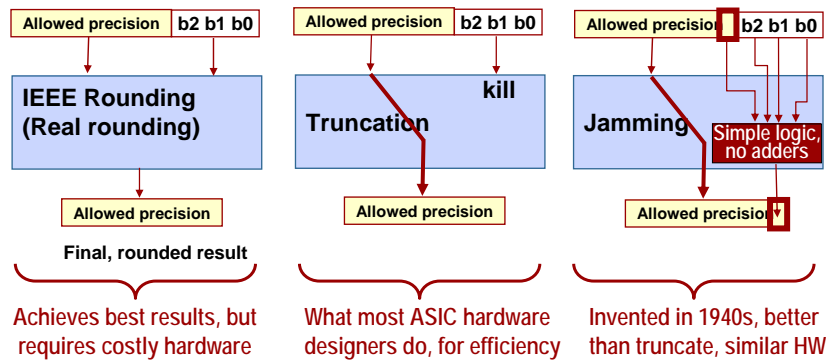 Allowed precision b2 b1 b0
IEEE Rounding
(Real rounding)
Allowed precision
Final, rounded result
Achieves best results, but
requires costly hardware
Allowed precision b2 b1 b0
kill
Truncation
Allowed precision
What most ASIC hardware
designers do, for efficiency
Allowed precision b2 b1 b0
Jamming
Simple logic,
no adders
Allowed precision
Invented in 1940s, better
than truncate, similar HW